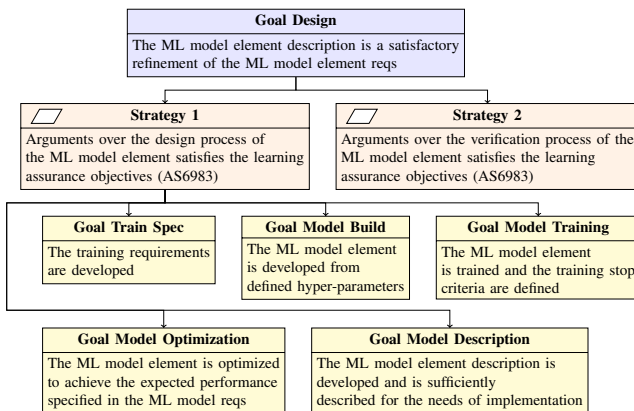 Goal Design
The ML model element description is a satisfactory
refinement of the ML model element reqs
Strategy 1
Arguments over the design process of
the ML model element satisfies the learning
assurance objectives (AS6983)
Strategy 2
Arguments over the verification process of the
ML model element satisfies the learning
assurance objectives (AS6983)
Goal Train Spec
The training requirements
are developed
Goal Model Build
The ML model element
is developed from
defined hyper-parameters
Goal Model Training
The ML model element
is trained and the training stop
criteria are defined
Goal Model Optimization
The ML model element is optimized
to achieve the expected performance
specified in the ML model reqs
Goal Model Description
The ML model element description is
developed and is sufficiently
described for the needs of implementation